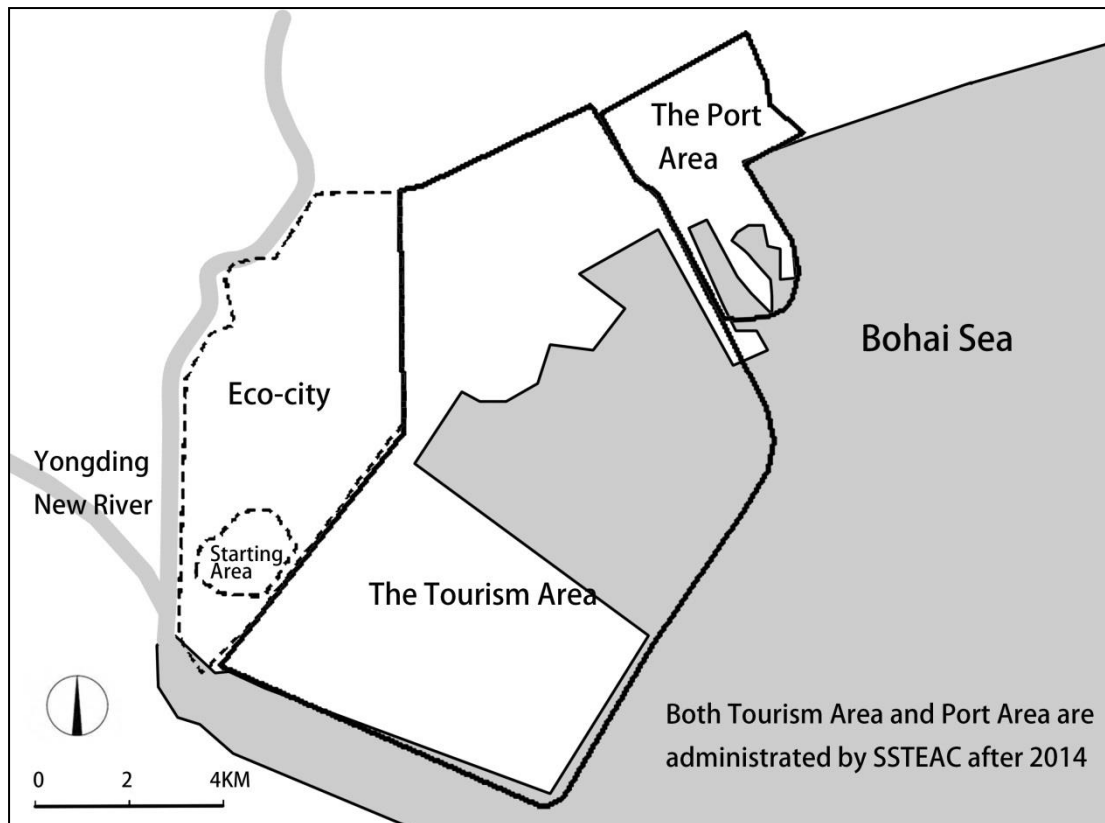 The Port
Area
Bohai Sea
Eco-city
Yongding
New River
Starting
Area
The Tourism Area
Both Tourism Area and Port Area are
administrated by SSTEAC after 2014
0 2 4KM